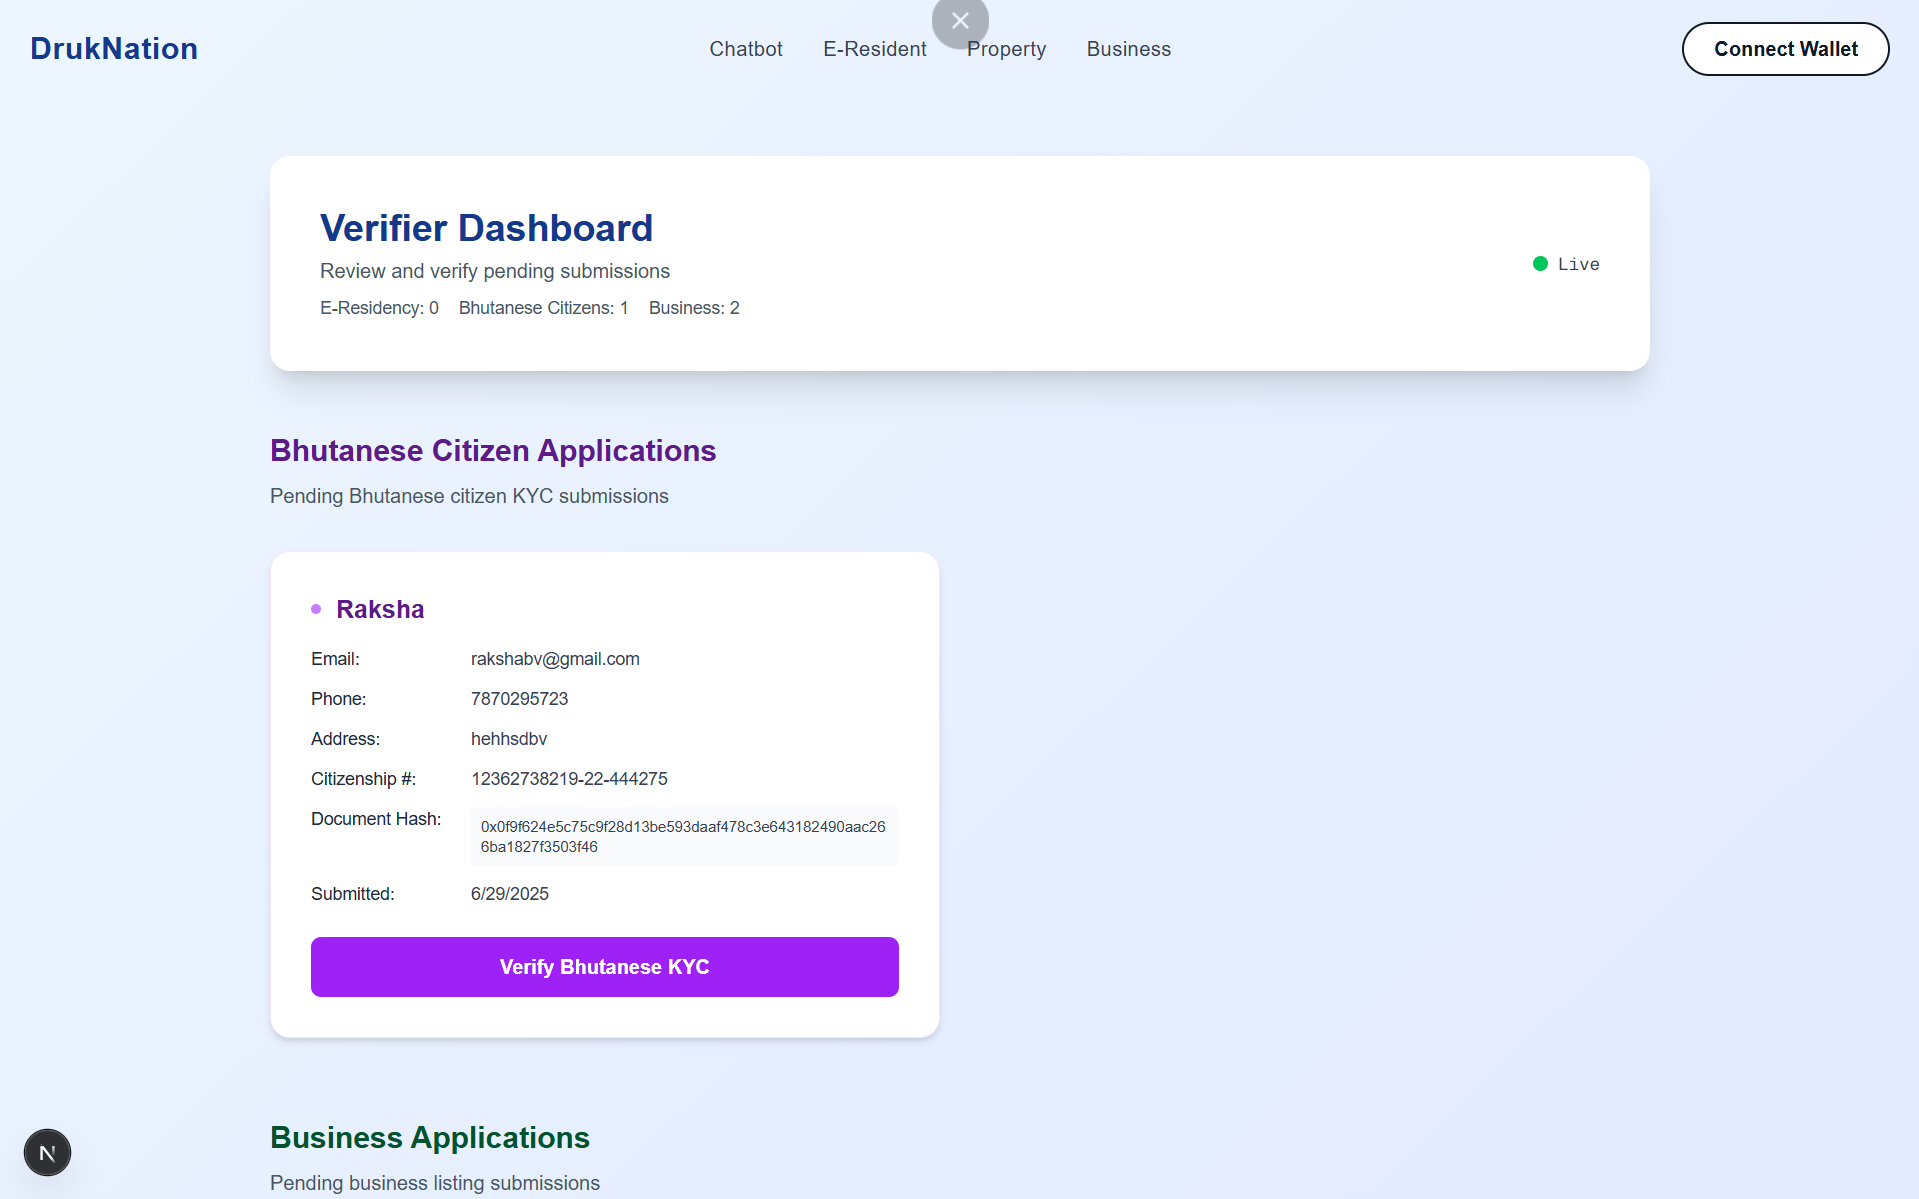 DrukNation
Chatbot E-Resident Property Business
Connect Wallet
Verifier Dashboard
Review and verify pending submissions
E-Residency: 0 Bhutanese Citizens: 1 Business: 2
Live
Bhutanese Citizen Applications
Pending Bhutanese citizen KYC submissions
Raksha
Email: rakshabv@gmail.com
Phone: 7870295723
Address: hehhsdbv
Citizenship #: 12362738219-22-444275
Document Hash: 0x0f9f624e5c75c9f28d13be593daaf478c3e643182490aac26
6ba1827f3503f46
Submitted: 6/29/2025
Verify Bhutanese KYC
Business Applications
Pending business listing submissions
N